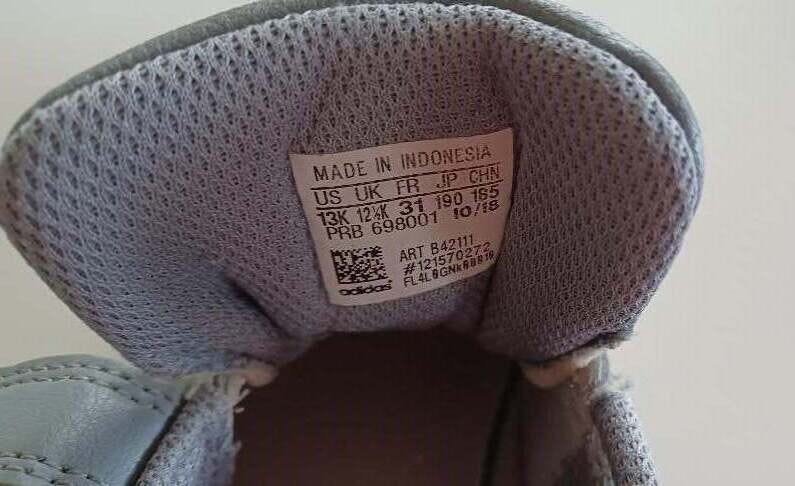 MADE IN INDONESIA
US UK FR JP CHN
13K 12½K 31 190 185
PRB 698001 10/18
ART B42111
#121570272
adidas